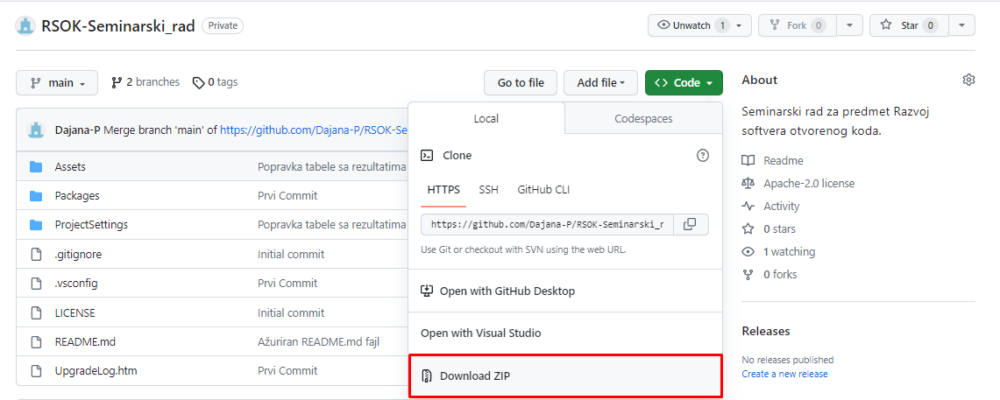 RSOK-Seminarski_rad Private Unwatch 1 Fork 0 Star 0
main 2 branches 0 tags Go to file Add file Code
About
Seminarski rad za predmet Razvoj
softvera otvorenog koda.
Readme
Apache-2.0 license
Activity
0 stars
1 watching
0 forks
Releases
No releases published
Create a new release
Dajana-P Merge branch 'main' of https://github.com/Dajana-P/RSOK-Se
Assets Popravka tabele sa rezultatima
Packages Prvi Commit
ProjectSettings Popravka tabele sa rezultatima
.gitignore Initial commit
.vsconfig Prvi Commit
LICENSE Initial commit
README.md Ažuriran README.md fajl
UpgradeLog.htm Prvi Commit
Local Codespaces
Clone
HTTPS SSH GitHub CLI
https://github.com/Dajana-P/RSOK-Seminarski_r
Use Git or checkout with SVN using the web URL.
Open with GitHub Desktop
Open with Visual Studio
Download ZIP